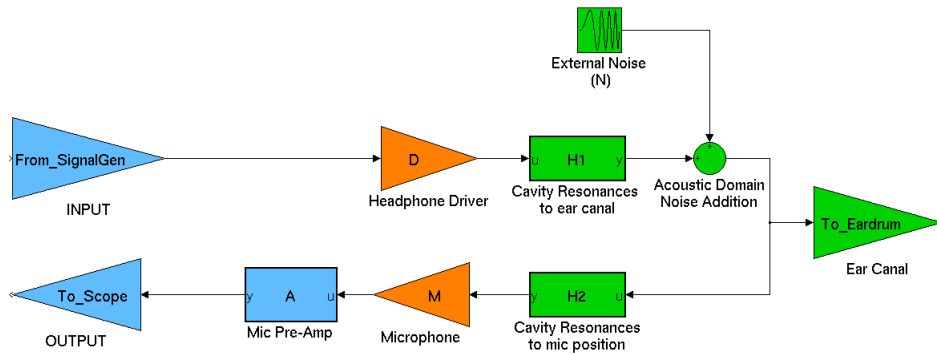 External Noise
(N)
From_SignalGen
INPUT
D
Headphone Driver
u H1 y
Cavity Resonances
to ear canal
+
+
Acoustic Domain
Noise Addition
To_Eardrum
Ear Canal
To_Scope
OUTPUT
y A u
Mic Pre-Amp
M
Microphone
y H2 u
Cavity Resonances
to mic position